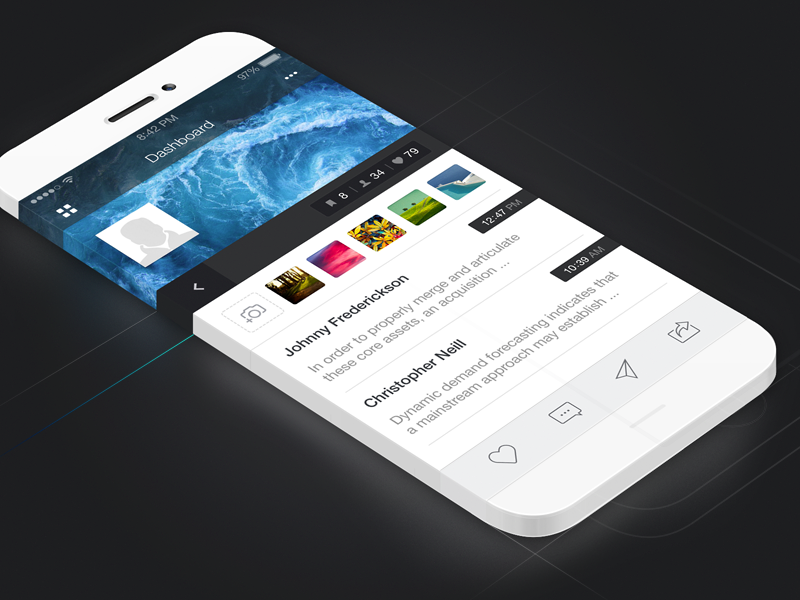 97%
8:42 PM
Dashboard
8 34 79
12:47 PM
Johnny Frederickson
In order to properly merge and articulate
these core assets, an acquisition ...
10:39 AM
Christopher Neill
Dynamic demand forecasting indicates that
a mainstream approach may establish ...